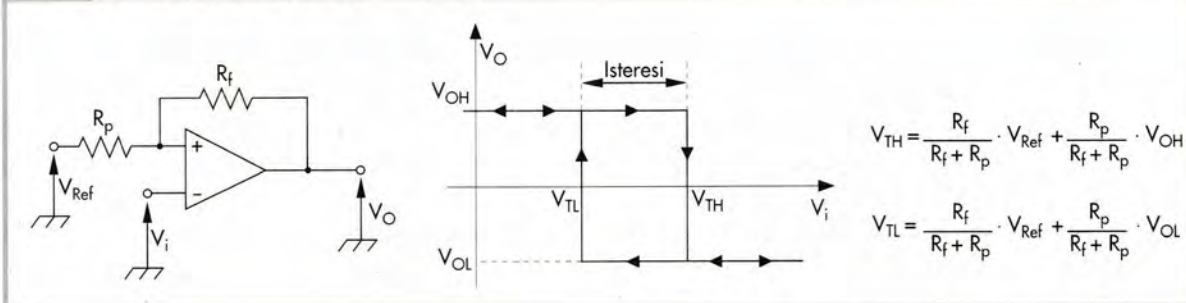 R_f
R_p
+
−
V_Ref
V_i
V_O
V_O
Isteresi
V_OH
V_TL
V_TH
V_i
V_OL
V_TH = R_f / (R_f + R_p) · V_Ref + R_p / (R_f + R_p) · V_OH
V_TL = R_f / (R_f + R_p) · V_Ref + R_p / (R_f + R_p) · V_OL